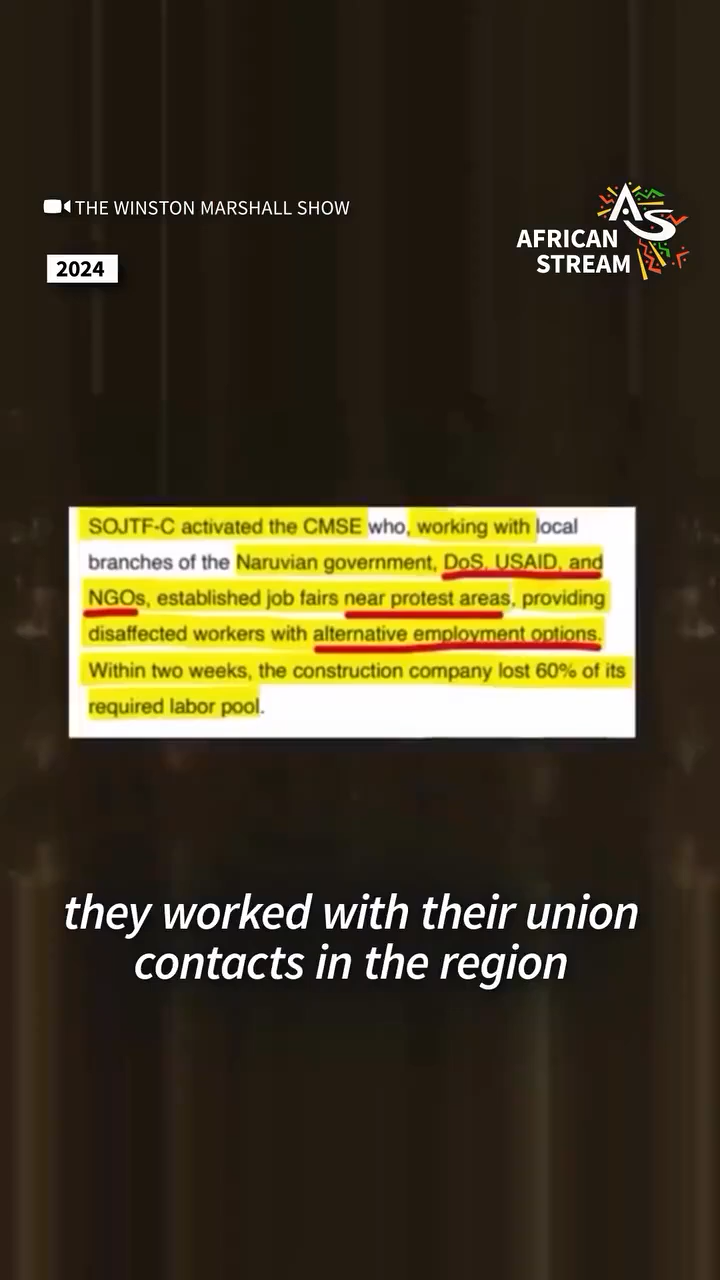 THE WINSTON MARSHALL SHOW
2024
AFRICAN
STREAM
SOJTF-C activated the CMSE who, working with local
branches of the Naruvian government, DoS, USAID, and
NGOs, established job fairs near protest areas, providing
disaffected workers with alternative employment options.
Within two weeks, the construction company lost 60% of its
required labor pool.
they worked with their union
contacts in the region